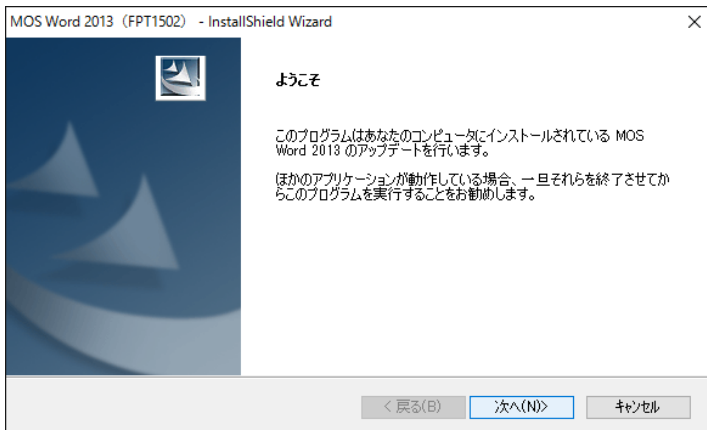 MOS Word 2013（FPT1502） - InstallShield Wizard
ようこそ
このプログラムはあなたのコンピュータにインストールされている MOS
Word 2013 のアップデートを行います。
ほかのアプリケーションが動作している場合、一旦それらを終了させてか
らこのプログラムを実行することをお勧めします。
< 戻る(B)
次へ(N)>
キャンセル